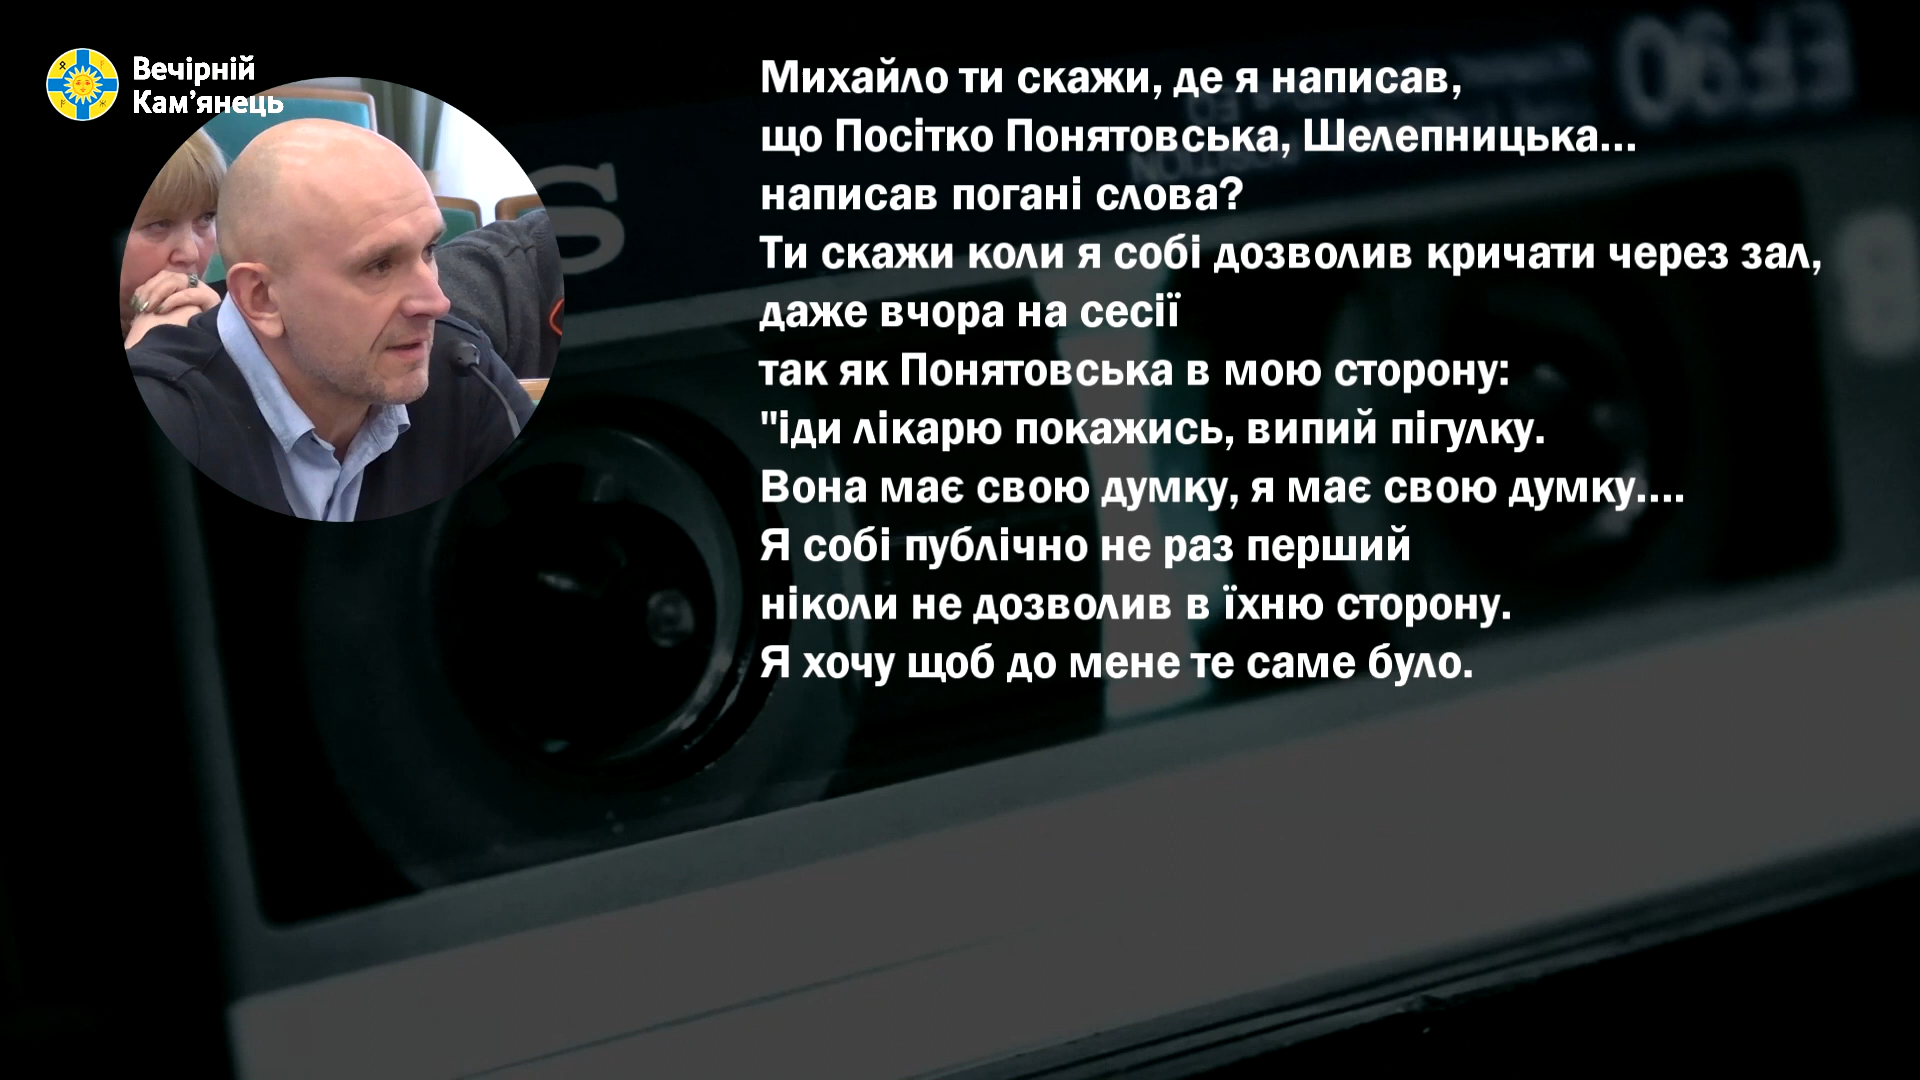 Вечірній
Кам’янець
Михайло ти скажи, де я написав,
що Посітко Понятовська, Шелепницька...
написав погані слова?
Ти скажи коли я собі дозволив кричати через зал,
даже вчора на сесії
так як Понятовська в мою сторону:
"іди лікарю покажись, випий пігулку.
Вона має свою думку, я має свою думку....
Я собі публічно не раз перший
ніколи не дозволив в їхню сторону.
Я хочу щоб до мене те саме було.
S
EF90